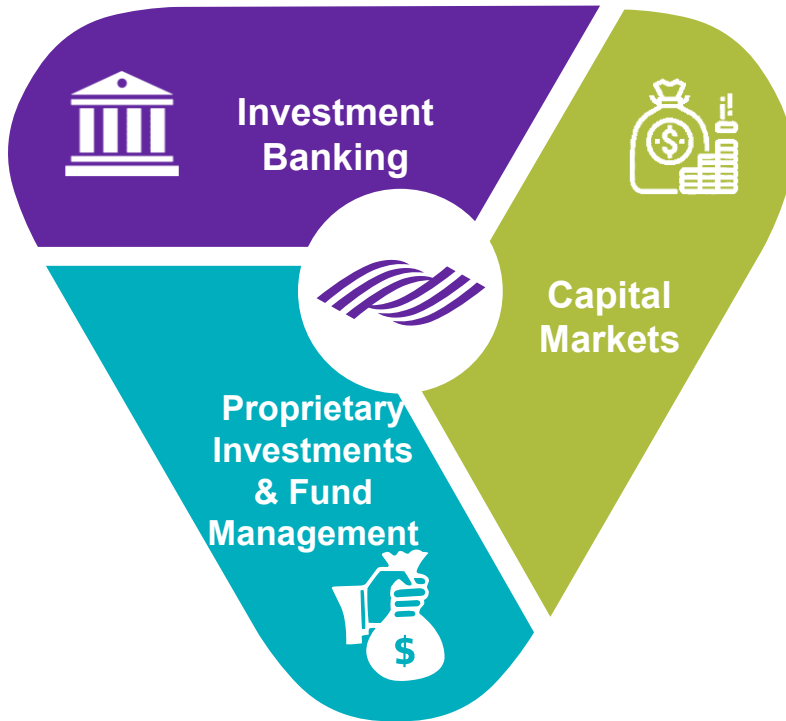 Investment
Banking
Capital
Markets
Proprietary
Investments
& Fund
Management
$
$